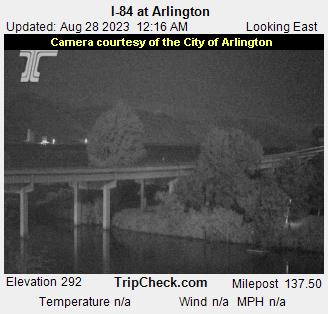 I-84 at Arlington
Updated: Aug 28 2023 12:16 AM Looking East
Camera courtesy of the City of Arlington
Elevation 292 TripCheck.com Milepost 137.50
Temperature n/a Wind n/a MPH n/a